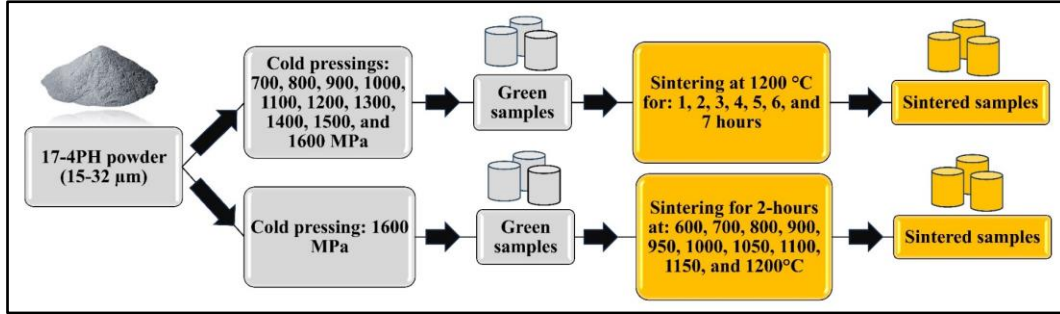 17-4PH powder
(15-32 µm)
Cold pressings:
700, 800, 900, 1000,
1100, 1200, 1300,
1400, 1500, and
1600 MPa
Green
samples
Sintering at 1200 °C
for: 1, 2, 3, 4, 5, 6, and
7 hours
Sintered samples
Cold pressing: 1600
MPa
Green
samples
Sintering for 2-hours
at: 600, 700, 800, 900,
950, 1000, 1050, 1100,
1150, and 1200°C
Sintered samples